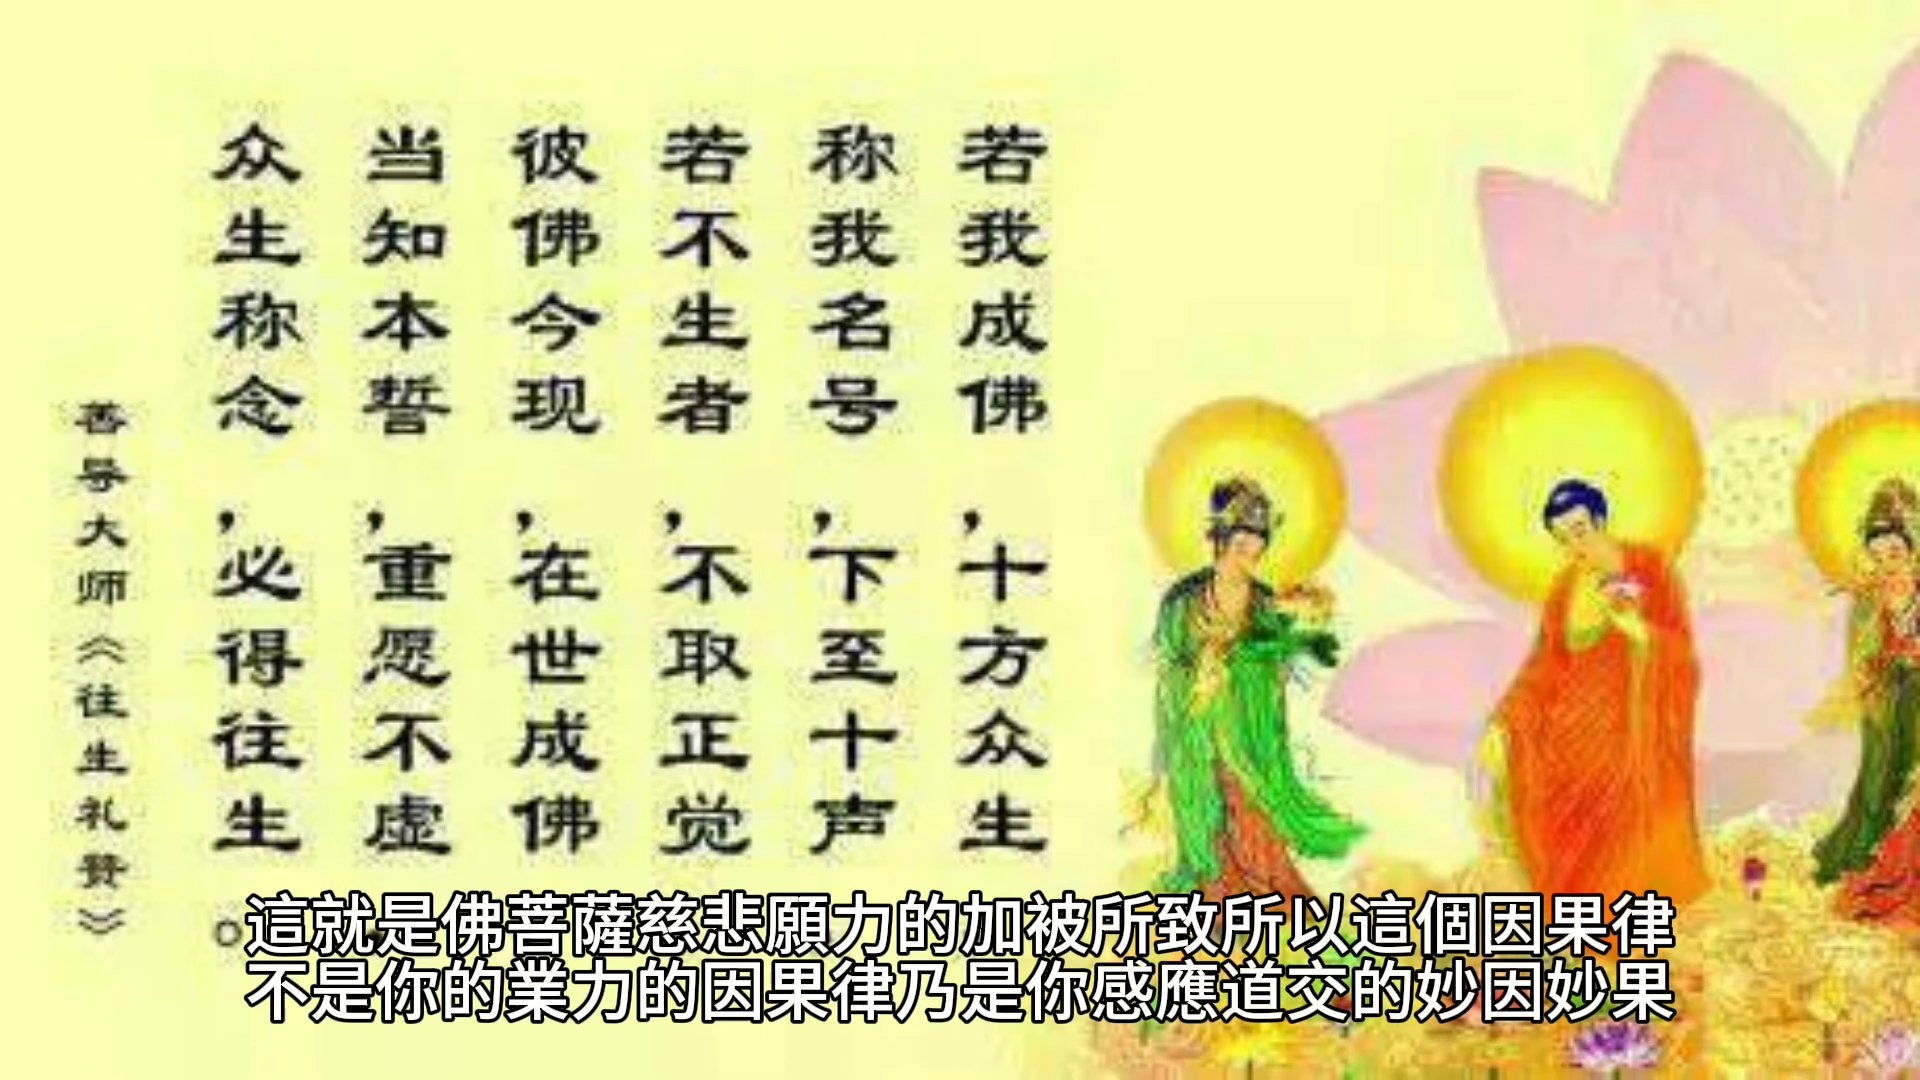 若我成佛，十方众生
称我名号，下至十声
若不生者，不取正觉
彼佛今现，在世成佛
当知本誓，重愿不虚
众生称念，必得往生。
善导大师《往生礼赞》
這就是佛菩薩慈悲願力的加被所致所以這個因果律
不是你的業力的因果律乃是你感應道交的妙因妙果